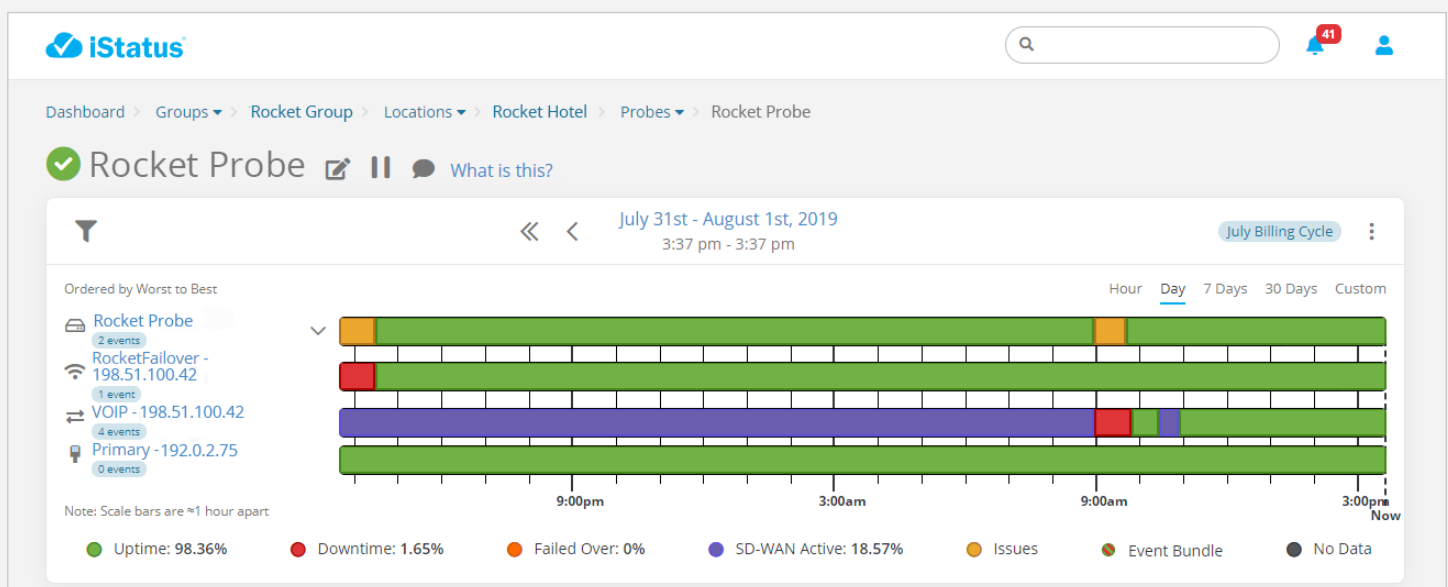 iStatus
41
Dashboard > Groups > Rocket Group > Locations > Rocket Hotel > Probes > Rocket Probe
Rocket Probe What is this?
July 31st - August 1st, 2019
3:37 pm - 3:37 pm
July Billing Cycle
Ordered by Worst to Best
Hour Day 7 Days 30 Days Custom
Rocket Probe
2 events
RocketFailover -
198.51.100.42
1 event
VOIP - 198.51.100.42
4 events
Primary - 192.0.2.75
0 events
9:00pm 3:00am 9:00am 3:00pm
Now
Note: Scale bars are ≈1 hour apart
Uptime: 98.36% Downtime: 1.65% Failed Over: 0% SD-WAN Active: 18.57% Issues Event Bundle No Data